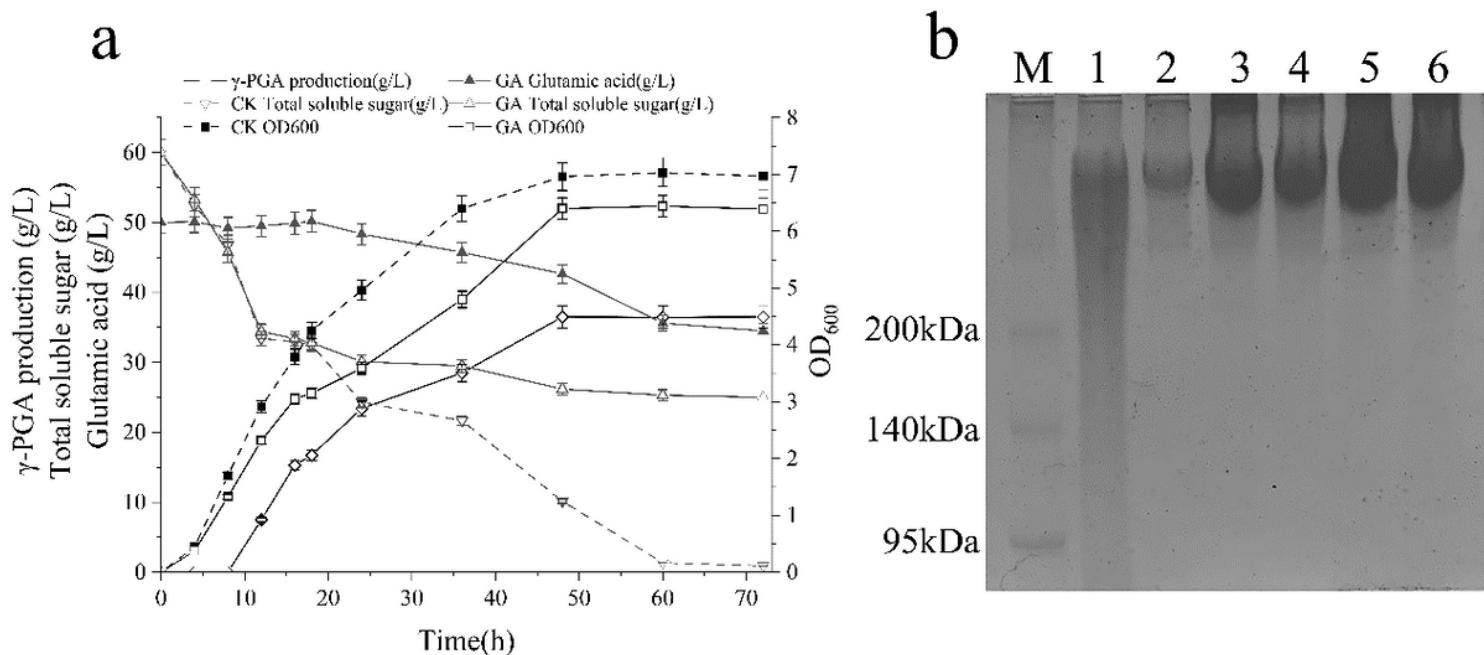 a
γ-PGA production(g/L)
GA Glutamic acid(g/L)
CK Total soluble sugar(g/L)
GA Total soluble sugar(g/L)
CK OD600
GA OD600
γ-PGA production (g/L)
Total soluble sugar (g/L)
Glutamic acid (g/L)
60
50
40
30
20
10
0
8
7
6
5
4
3
2
1
0
OD600
0 10 20 30 40 50 60 70
Time(h)
b
M 1 2 3 4 5 6
200kDa
140kDa
95kDa